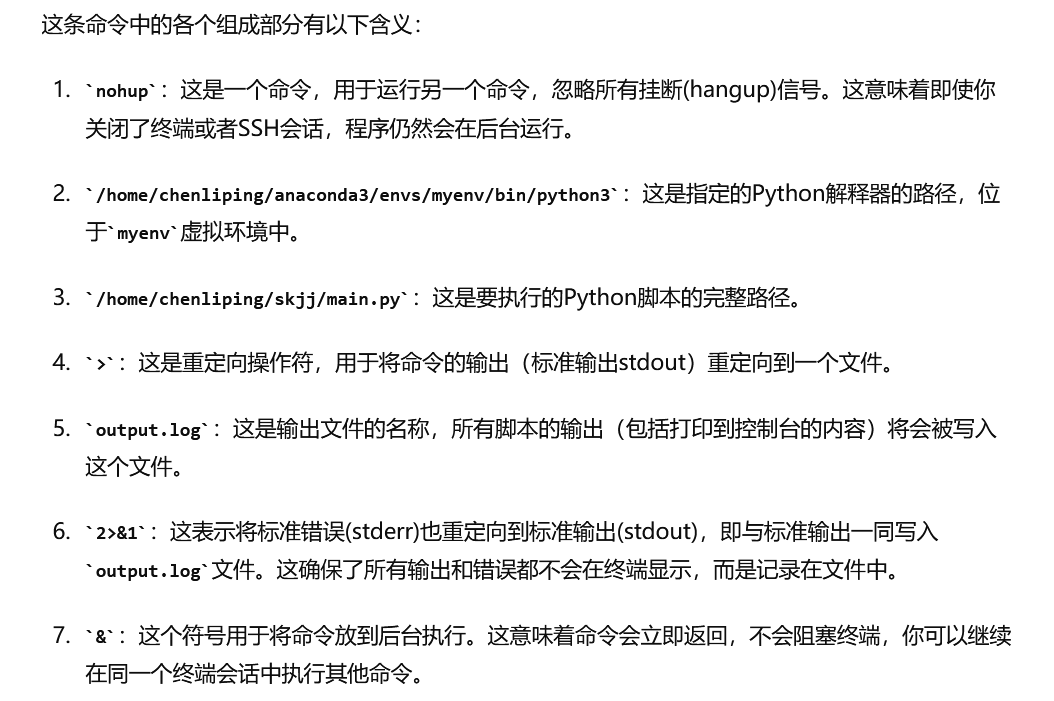 这条命令中的各个组成部分有以下含义：
1. `nohup`：这是一个命令，用于运行另一个命令，忽略所有挂断(hangup)信号。这意味着即使你
关闭了终端或者SSH会话，程序仍然会在后台运行。
2. `/home/chenliping/anaconda3/envs/myenv/bin/python3`：这是指定的Python解释器的路径，位
于`myenv`虚拟环境中。
3. `/home/chenliping/skjj/main.py`：这是要执行的Python脚本的完整路径。
4. `>`：这是重定向操作符，用于将命令的输出（标准输出stdout）重定向到一个文件。
5. `output.log`：这是输出文件的名称，所有脚本的输出（包括打印到控制台的内容）将会被写入
这个文件。
6. `2>&1`：这表示将标准错误(stderr)也重定向到标准输出(stdout)，即与标准输出一同写入
`output.log`文件。这确保了所有输出和错误都不会在终端显示，而是记录在文件中。
7. `&`：这个符号用于将命令放到后台执行。这意味着命令会立即返回，不会阻塞终端，你可以继续
在同一个终端会话中执行其他命令。